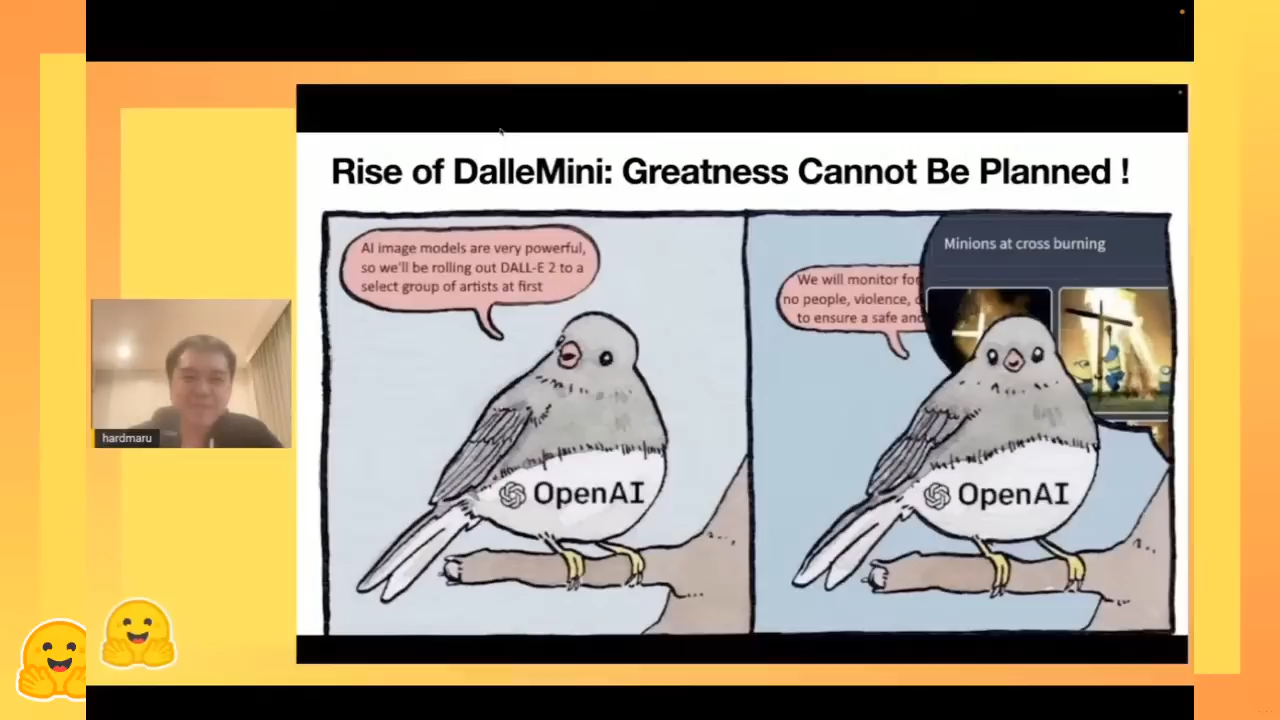 Rise of DalleMini: Greatness Cannot Be Planned !
AI image models are very powerful,
so we'll be rolling out DALL-E 2 to a
select group of artists at first
We will monitor for
no people, violence,
to ensure a safe and
Minions at cross burning
OpenAI
OpenAI
hardmaru